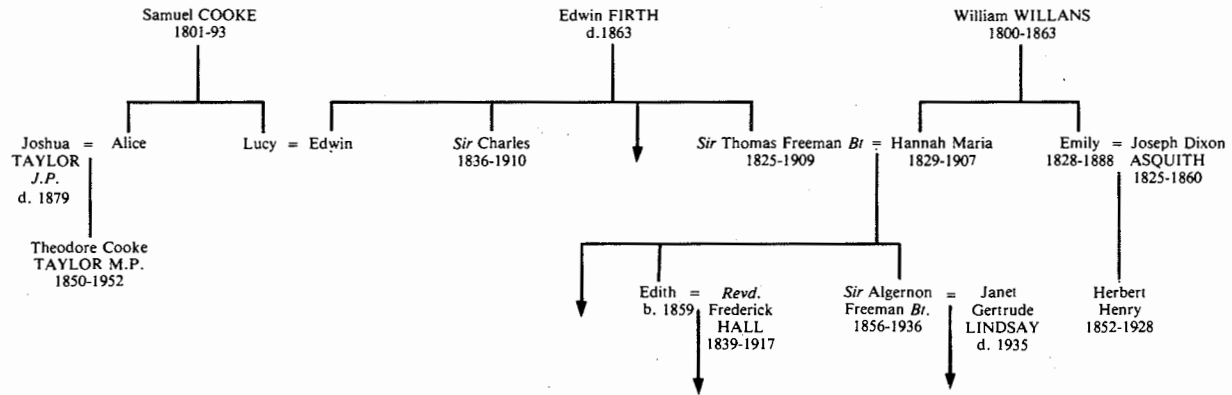 Samuel COOKE
1801-93
Edwin FIRTH
d.1863
William WILLANS
1800-1863
Joshua = Alice
TAYLOR
J.P.
d. 1879
Lucy = Edwin
Sir Charles
1836-1910
Sir Thomas Freeman Bt = Hannah Maria
1825-1909
1829-1907
Emily = Joseph Dixon
1828-1888
ASQUITH
1825-1860
Theodore Cooke
TAYLOR M.P.
1850-1952
Edith = Revd.
b. 1859
Frederick
HALL
1839-1917
Sir Algernon = Janet
Freeman Bt.
1856-1936
Gertrude
LINDSAY
d. 1935
Herbert
Henry
1852-1928